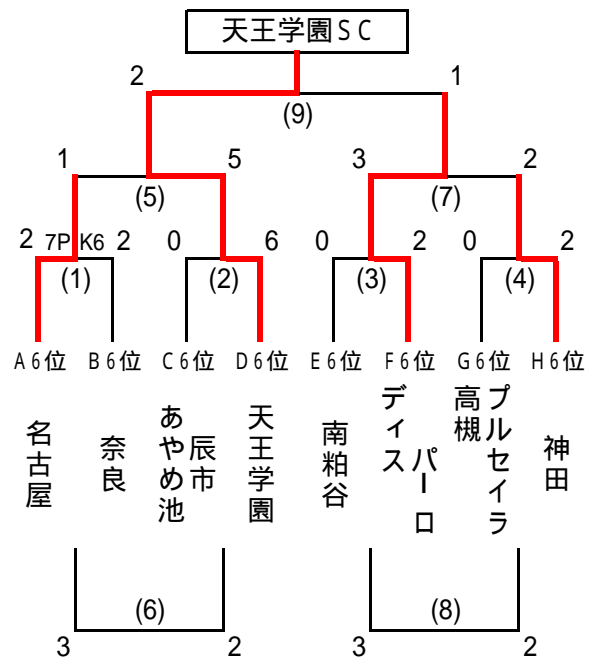 天王学園SC
2 1
(9)
1 5 3 2
(5) (7)
2 7PK6 2 0 6 0 2 0 2
(1) (2) (3) (4)
A6位 B6位 C6位 D6位 E6位 F6位 G6位 H6位
名古屋
奈良
あやめ池
辰市
天王学園
南粕谷
ディス
パーロ
高槻
プルセイラ
神田
(6) (8)
3 2 3 2